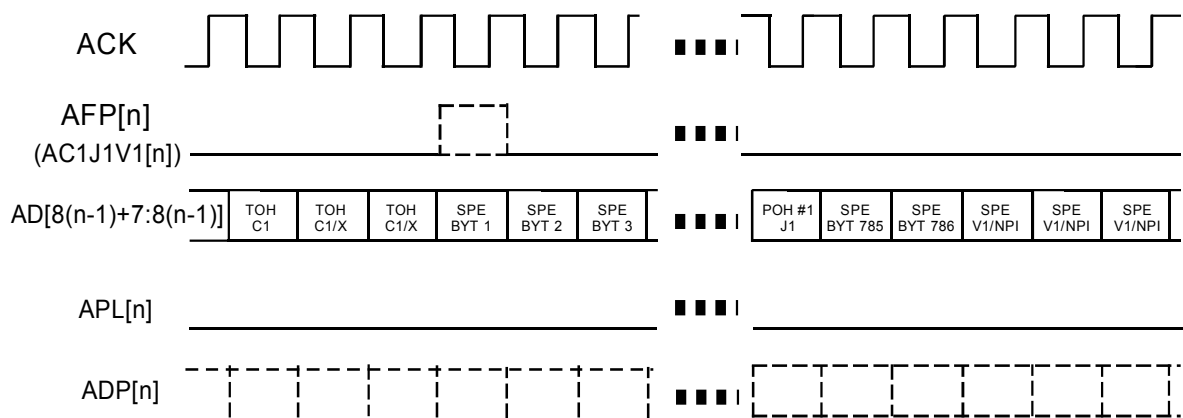 ACK
AFP[n]
(AC1J1V1[n])
AD[8(n-1)+7:8(n-1)]
TOH C1
TOH C1/X
TOH C1/X
SPE BYT 1
SPE BYT 2
SPE BYT 3
POH #1 J1
SPE BYT 785
SPE BYT 786
SPE V1/NPI
SPE V1/NPI
SPE V1/NPI
APL[n]
ADP[n]